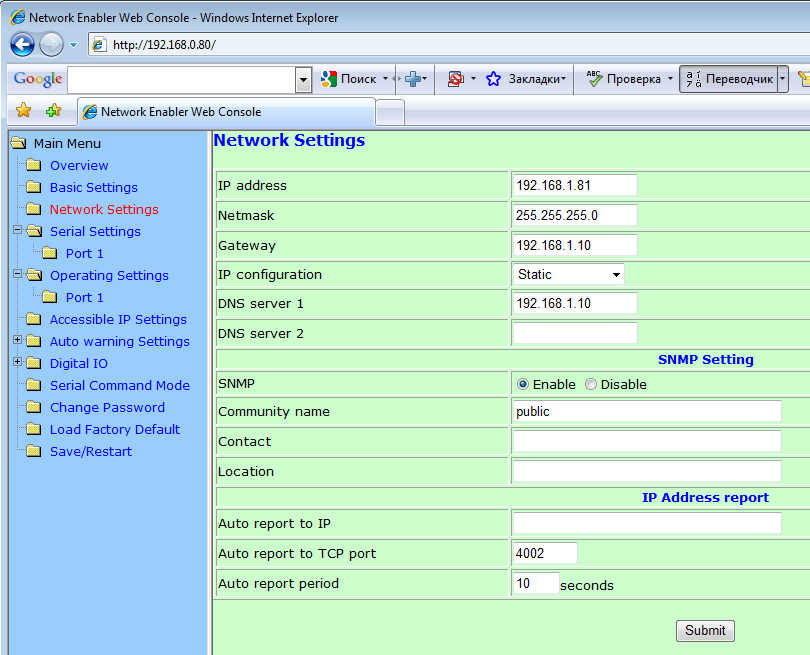 Network Enabler Web Console - Windows Internet Explorer
http://192.168.0.80/
Google Поиск Закладки ABC Проверка Переводчик
Network Enabler Web Console
Main Menu
Overview
Basic Settings
Network Settings
Serial Settings
Port 1
Operating Settings
Port 1
Accessible IP Settings
Auto warning Settings
Digital IO
Serial Command Mode
Change Password
Load Factory Default
Save/Restart
Network Settings
IP address 192.168.1.81
Netmask 255.255.255.0
Gateway 192.168.1.10
IP configuration Static
DNS server 1 192.168.1.10
DNS server 2
SNMP Setting
SNMP Enable Disable
Community name public
Contact
Location
IP Address report
Auto report to IP
Auto report to TCP port 4002
Auto report period 10 seconds
Submit